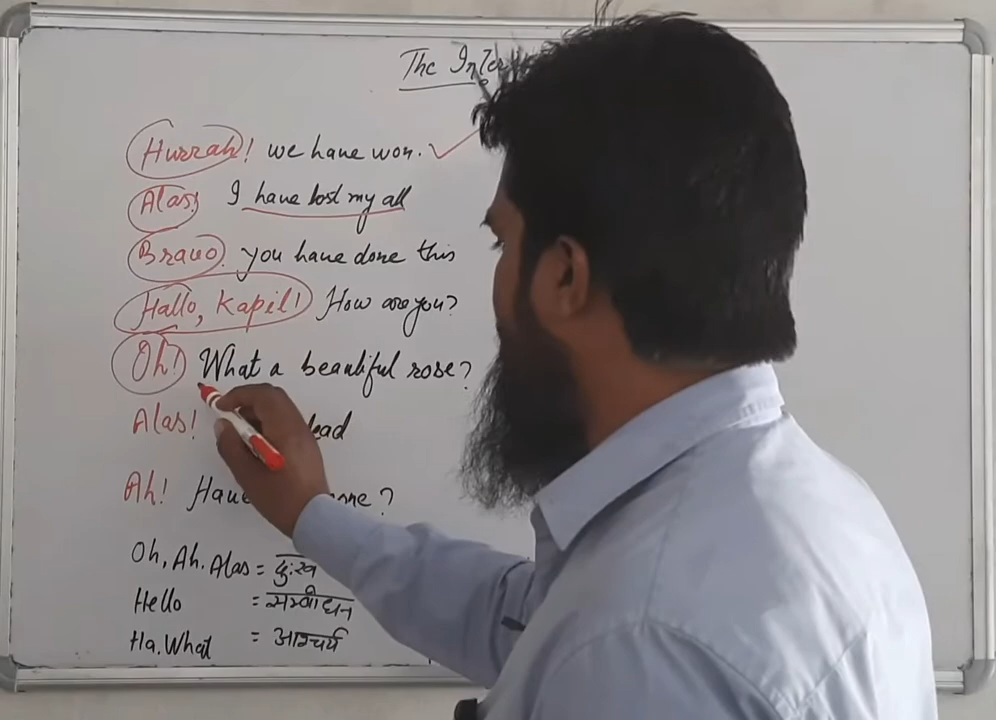 The Inter
Hurrah! we have won.
Alas! I have lost my all
Bravo. you have done this
Hallo, Kapil! How are you?
Oh! What a beautiful rose?
Alas!
Ah! Have ?
Oh, Ah. Alas = दुःख
Hello = सम्बोधन
Ha. What = आश्चर्य